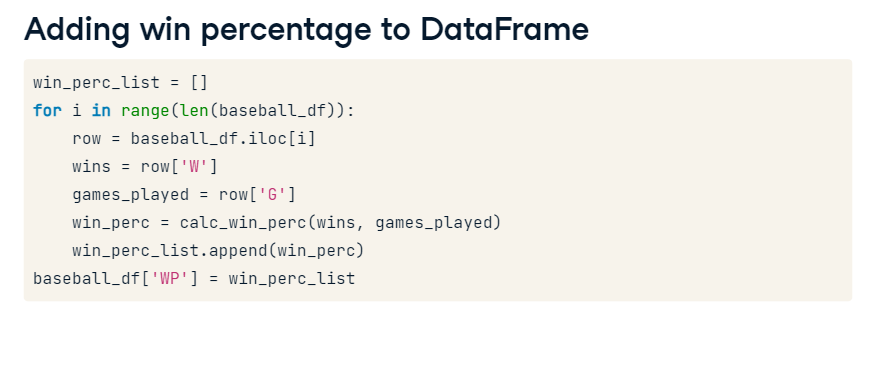 Adding win percentage to DataFrame
win_perc_list = []
for i in range(len(baseball_df)):
    row = baseball_df.iloc[i]
    wins = row['W']
    games_played = row['G']
    win_perc = calc_win_perc(wins, games_played)
    win_perc_list.append(win_perc)
baseball_df['WP'] = win_perc_list